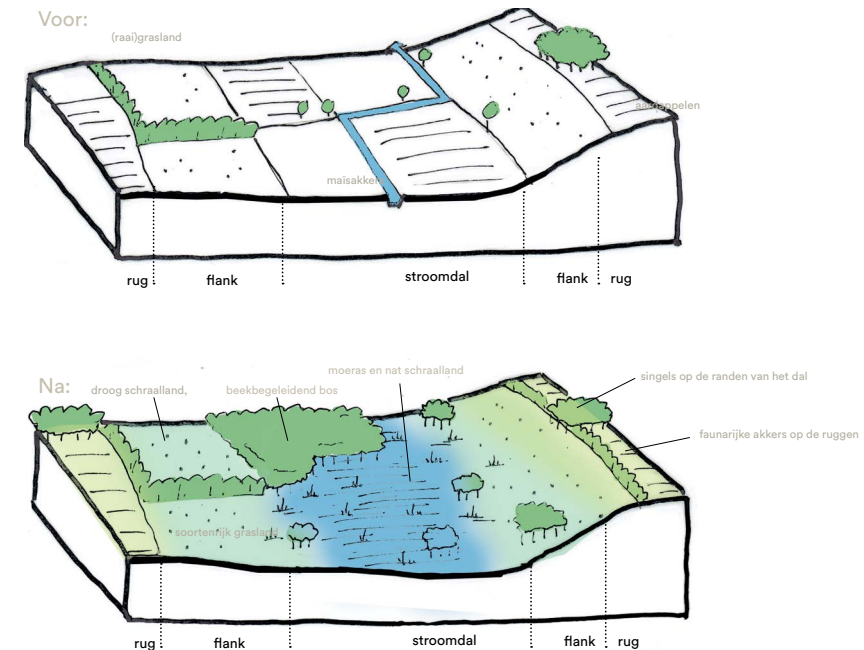 Voor:
(raai)grasland
aardappelen
maisakker
rug flank stroomdal flank rug
Na:
droog schraalland,
beekbegeleidend bos
moeras en nat schraalland
singels op de randen van het dal
faunarijke akkers op de ruggen
soortenrijk grasland
rug flank stroomdal flank rug